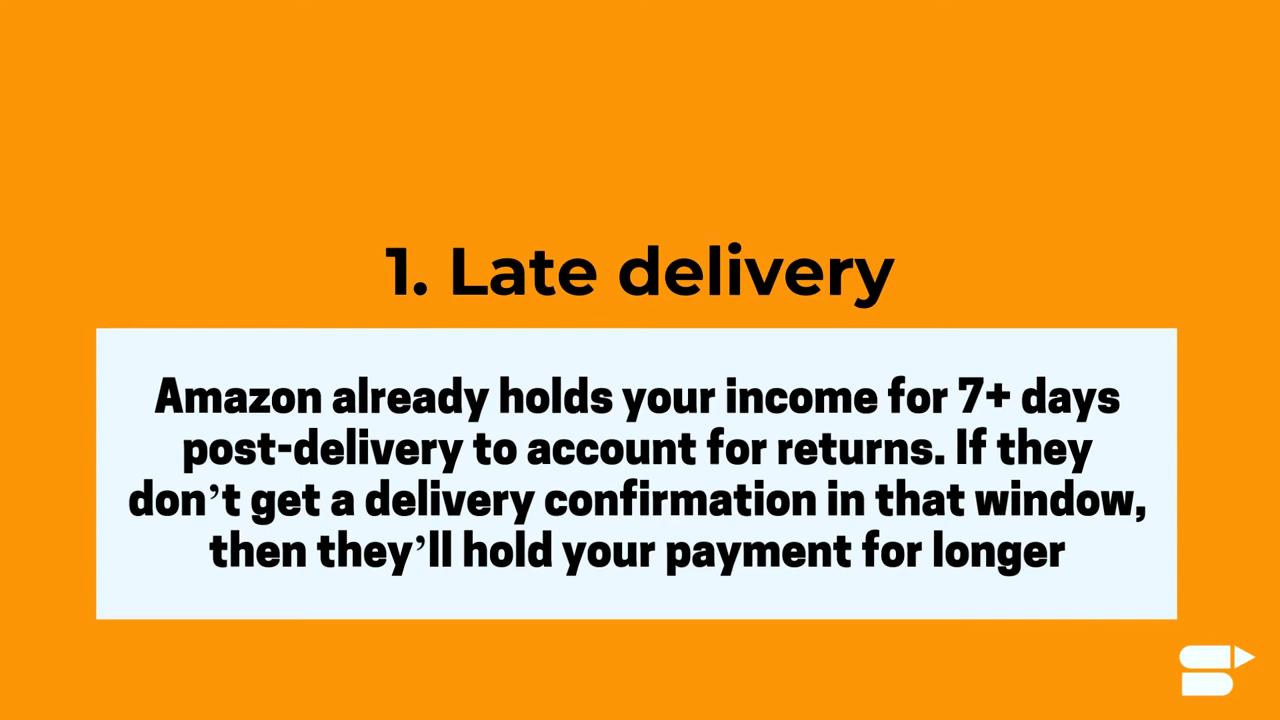 1. Late delivery
Amazon already holds your income for 7+ days
post-delivery to account for returns. If they
don’t get a delivery confirmation in that window,
then they’ll hold your payment for longer